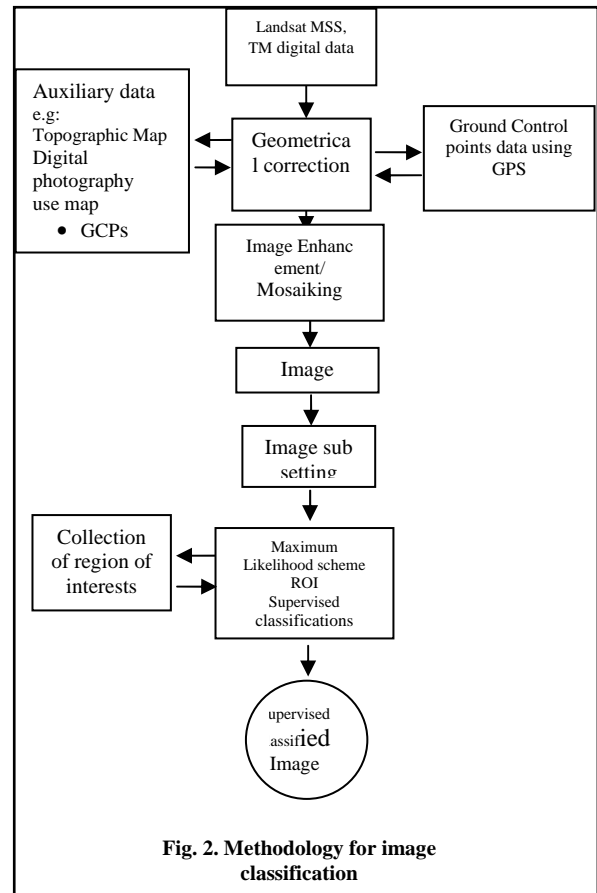 Landsat MSS,
TM digital data
Auxiliary data
e.g:
Topographic Map
Digital
photography
use map
• GCPs
Geometrica
l correction
Ground Control
points data using
GPS
Image Enhanc
ement/
Mosaiking
Image
Image sub
setting
Collection
of region of
interests
Maximum
Likelihood scheme
ROI
Supervised
classifications
upervised
assified
Image
Fig. 2. Methodology for image
classification